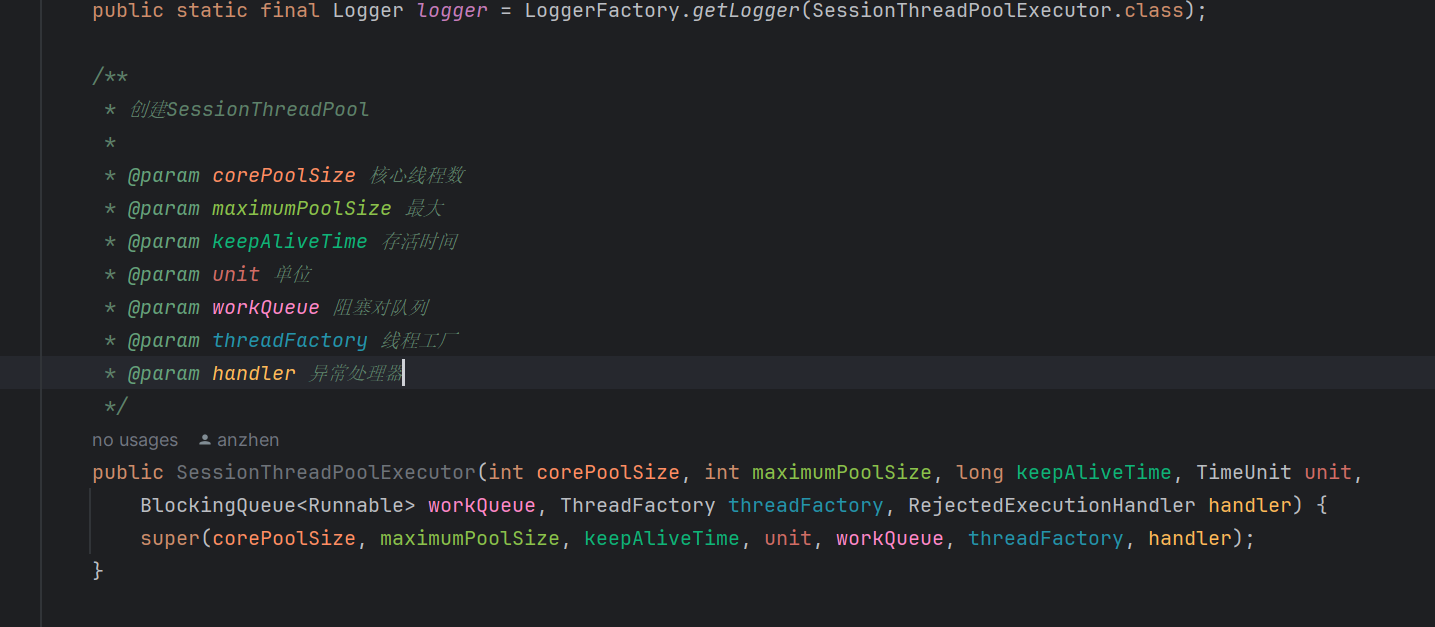 public static final Logger logger = LoggerFactory.getLogger(SessionThreadPoolExecutor.class);
/**
* 创建SessionThreadPool
*
* @param corePoolSize 核心线程数
* @param maximumPoolSize 最大
* @param keepAliveTime 存活时间
* @param unit 单位
* @param workQueue 阻塞对队列
* @param threadFactory 线程工厂
* @param handler 异常处理器
*/
no usages anzhen
public SessionThreadPoolExecutor(int corePoolSize, int maximumPoolSize, long keepAliveTime, TimeUnit unit,
BlockingQueue<Runnable> workQueue, ThreadFactory threadFactory, RejectedExecutionHandler handler) {
super(corePoolSize, maximumPoolSize, keepAliveTime, unit, workQueue, threadFactory, handler);
}